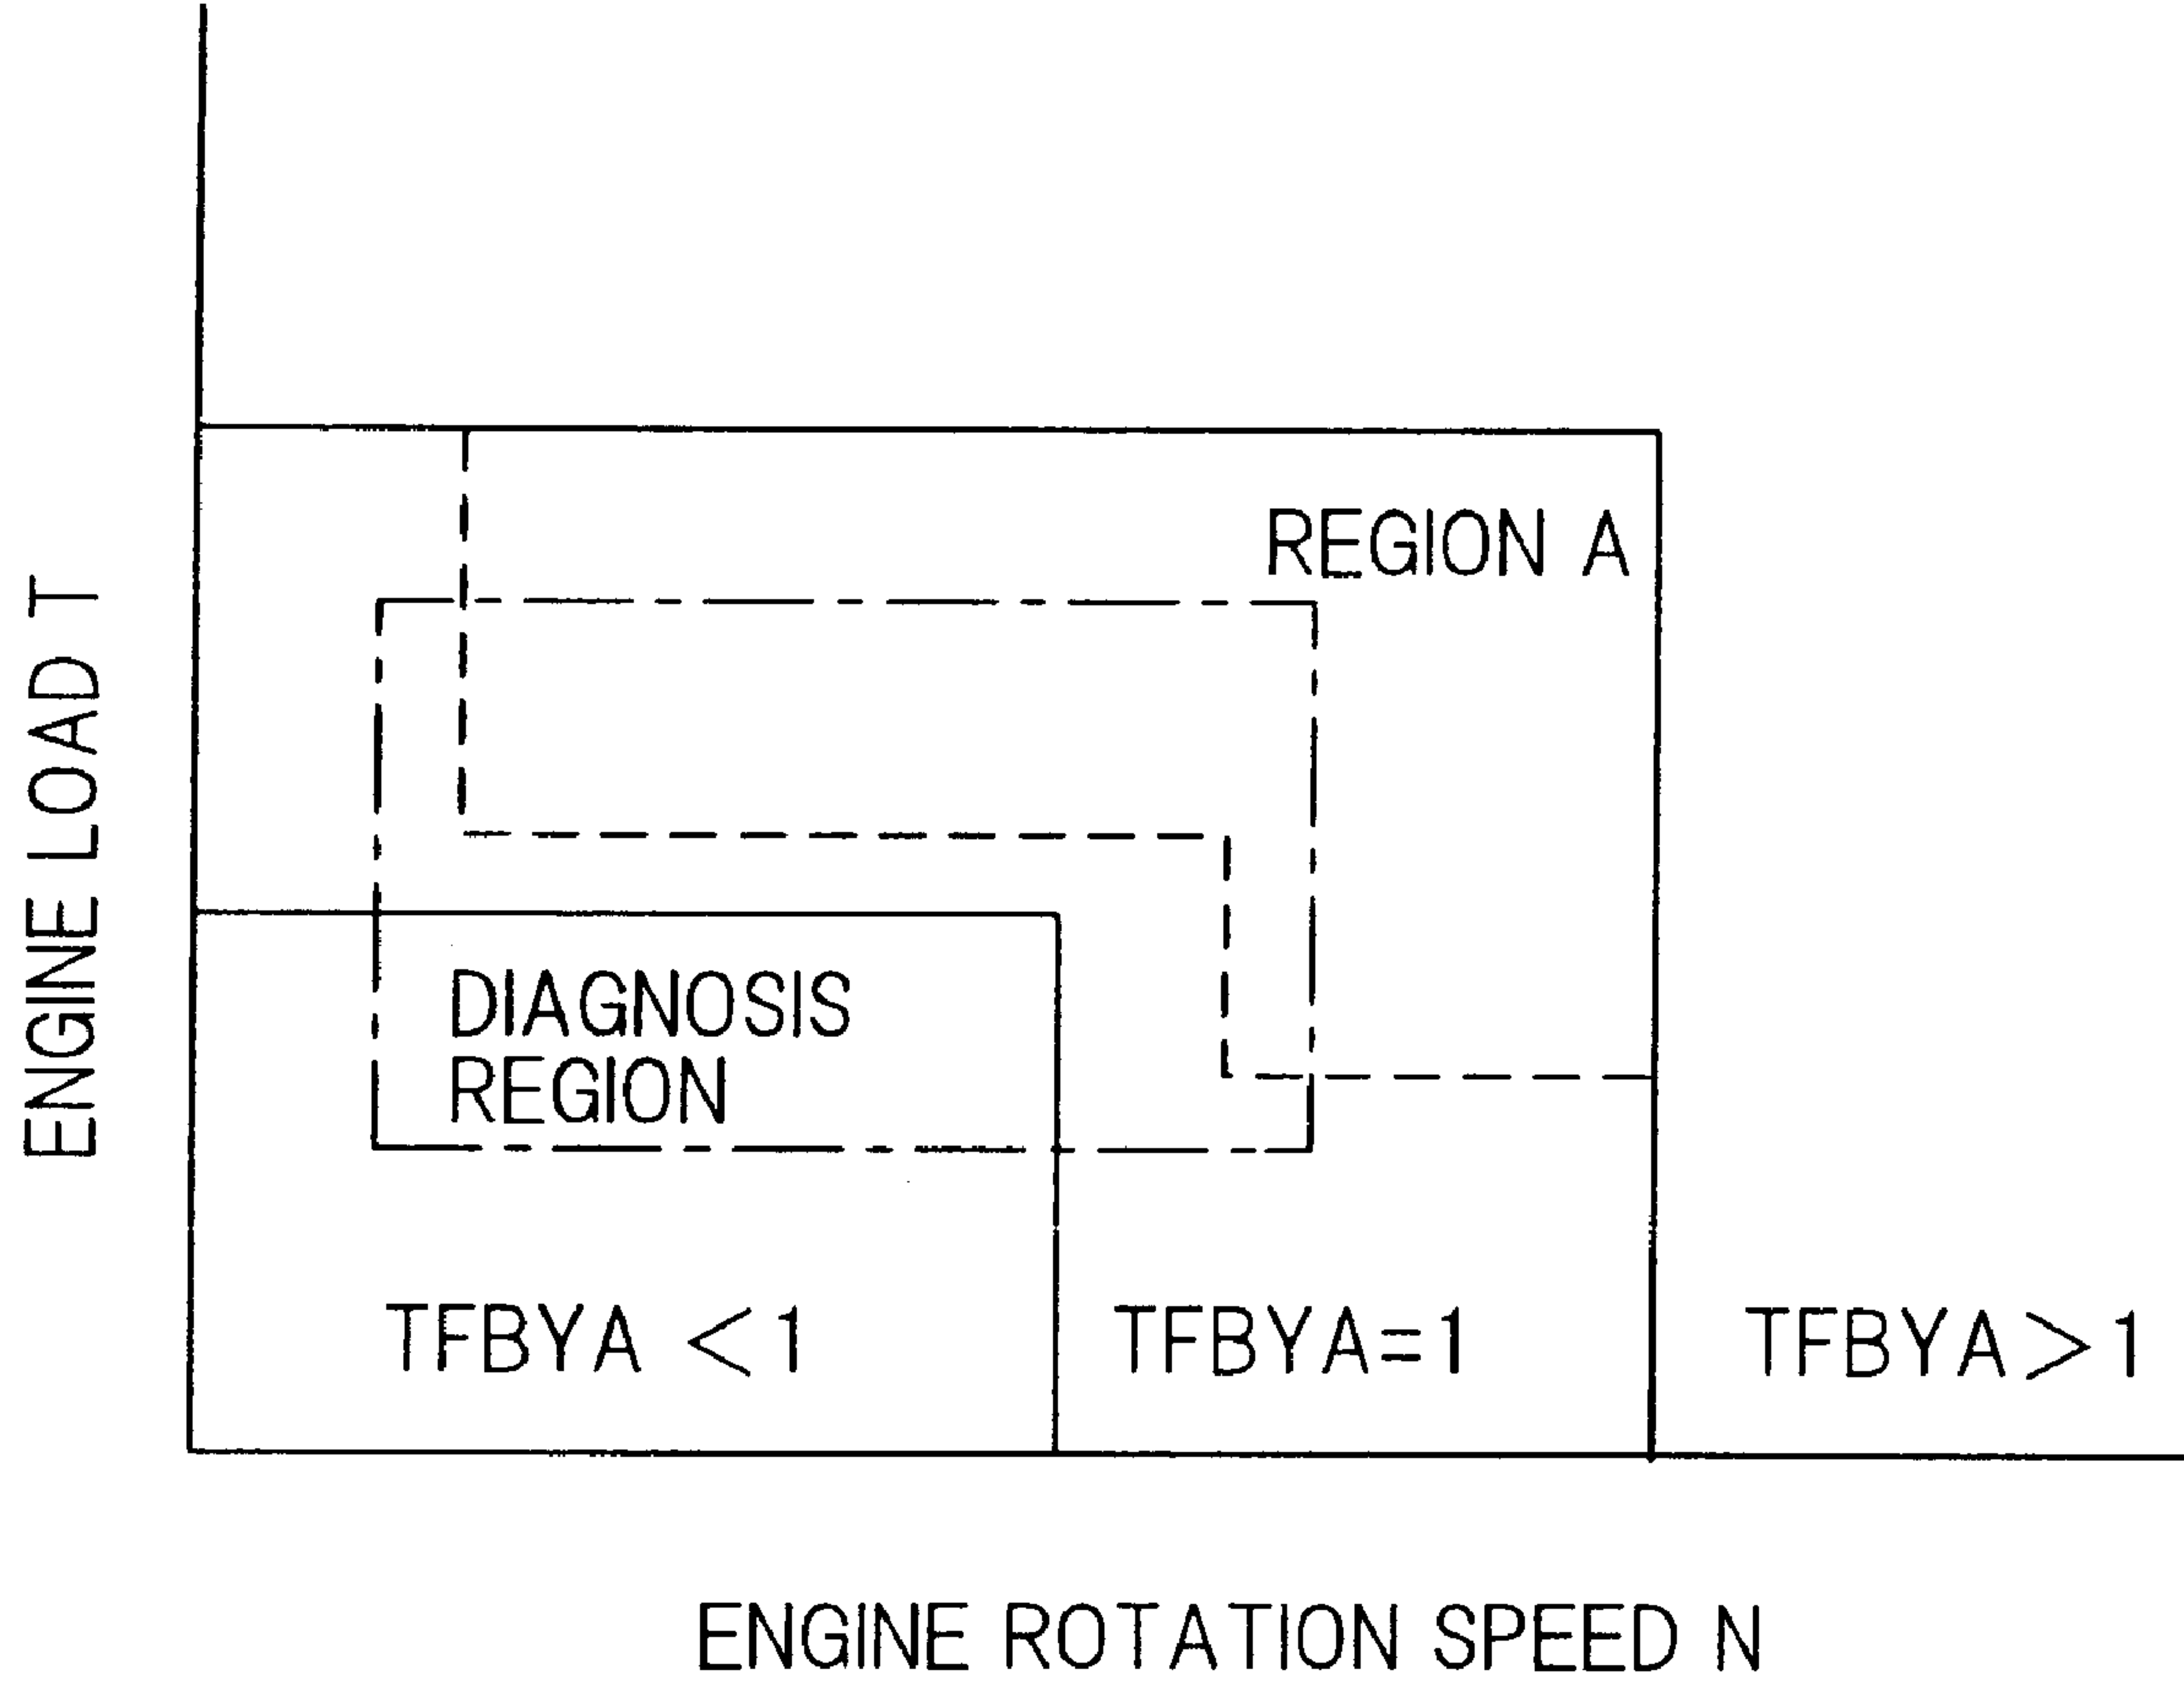 ENGINE LOAD T
REGION A
DIAGNOSIS
REGION
TFBYA <1
TFBYA=1
TFBYA>1
ENGINE ROTATION SPEED N